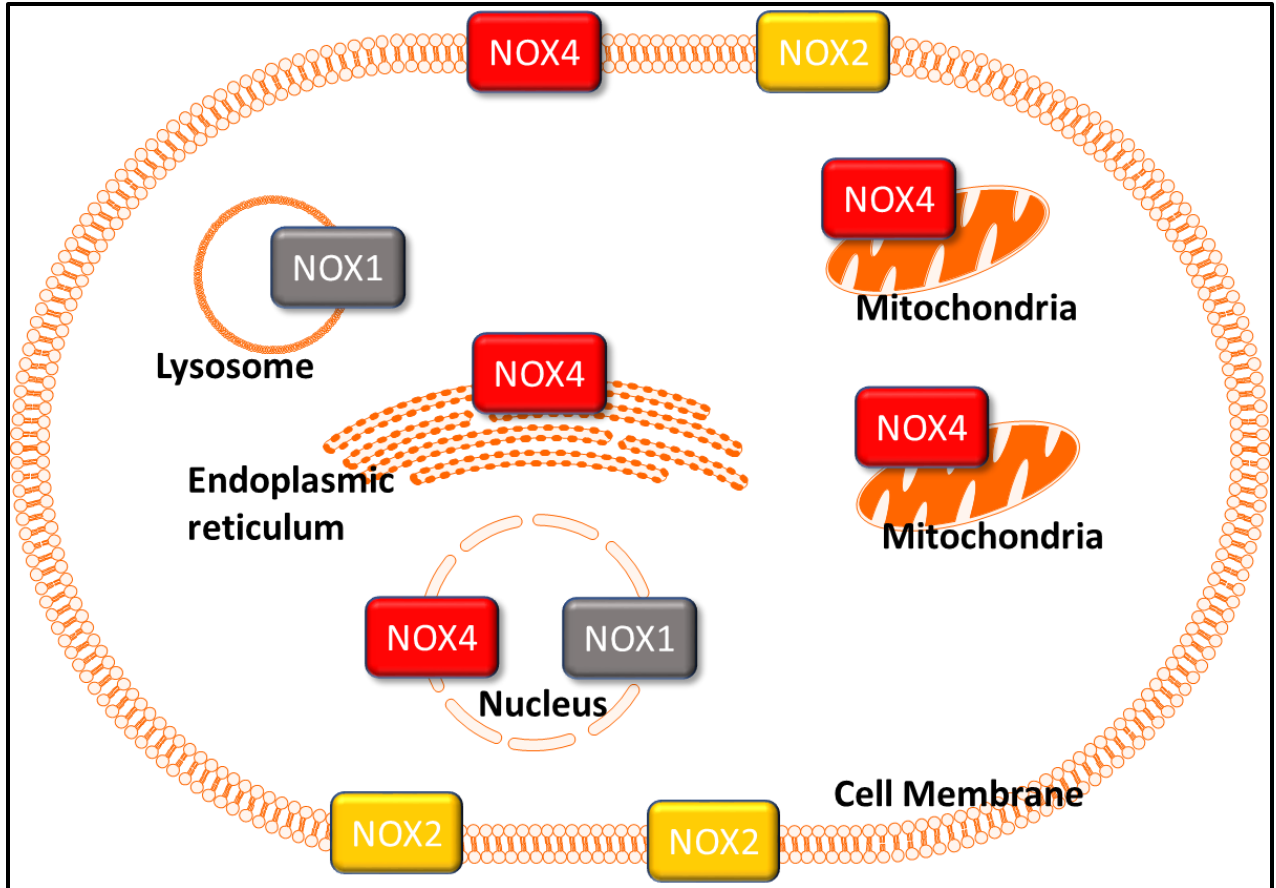 NOX4
NOX2
NOX4
Mitochondria
NOX1
Lysosome
NOX4
Endoplasmic
reticulum
NOX4
Mitochondria
NOX4
NOX1
Nucleus
Cell Membrane
NOX2
NOX2